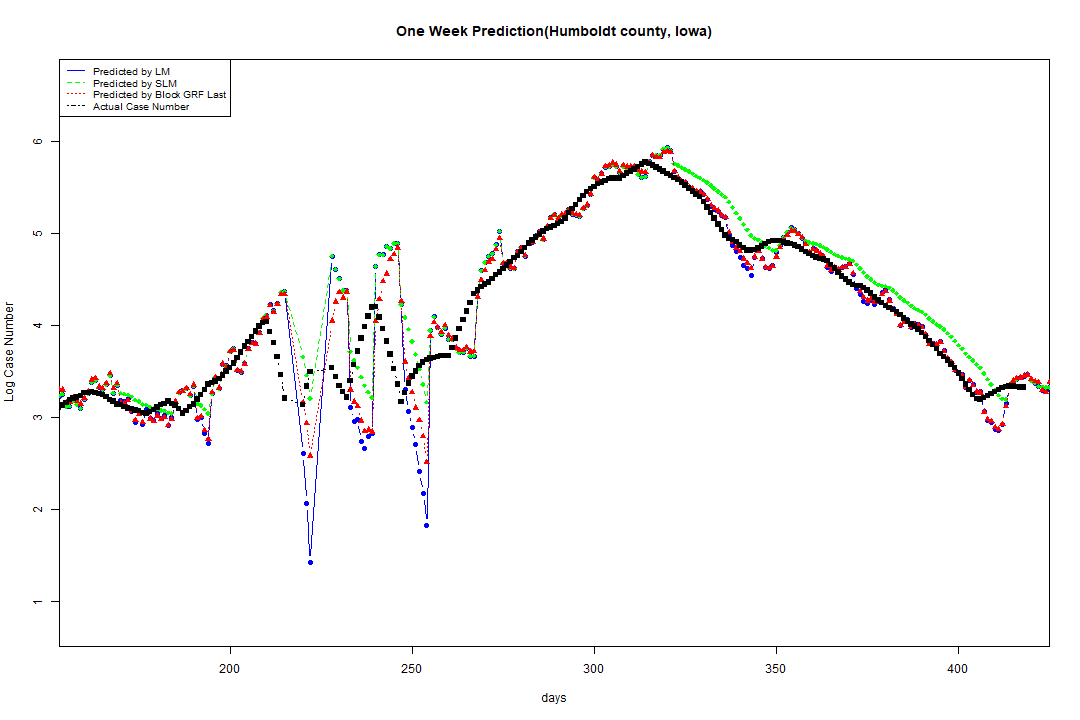 One Week Prediction(Humboldt county, Iowa)
Predicted by LM
Predicted by SLM
Predicted by Block GRF Last
Actual Case Number
6
5
4
3
2
1
Log Case Number
200 250 300 350 400
days